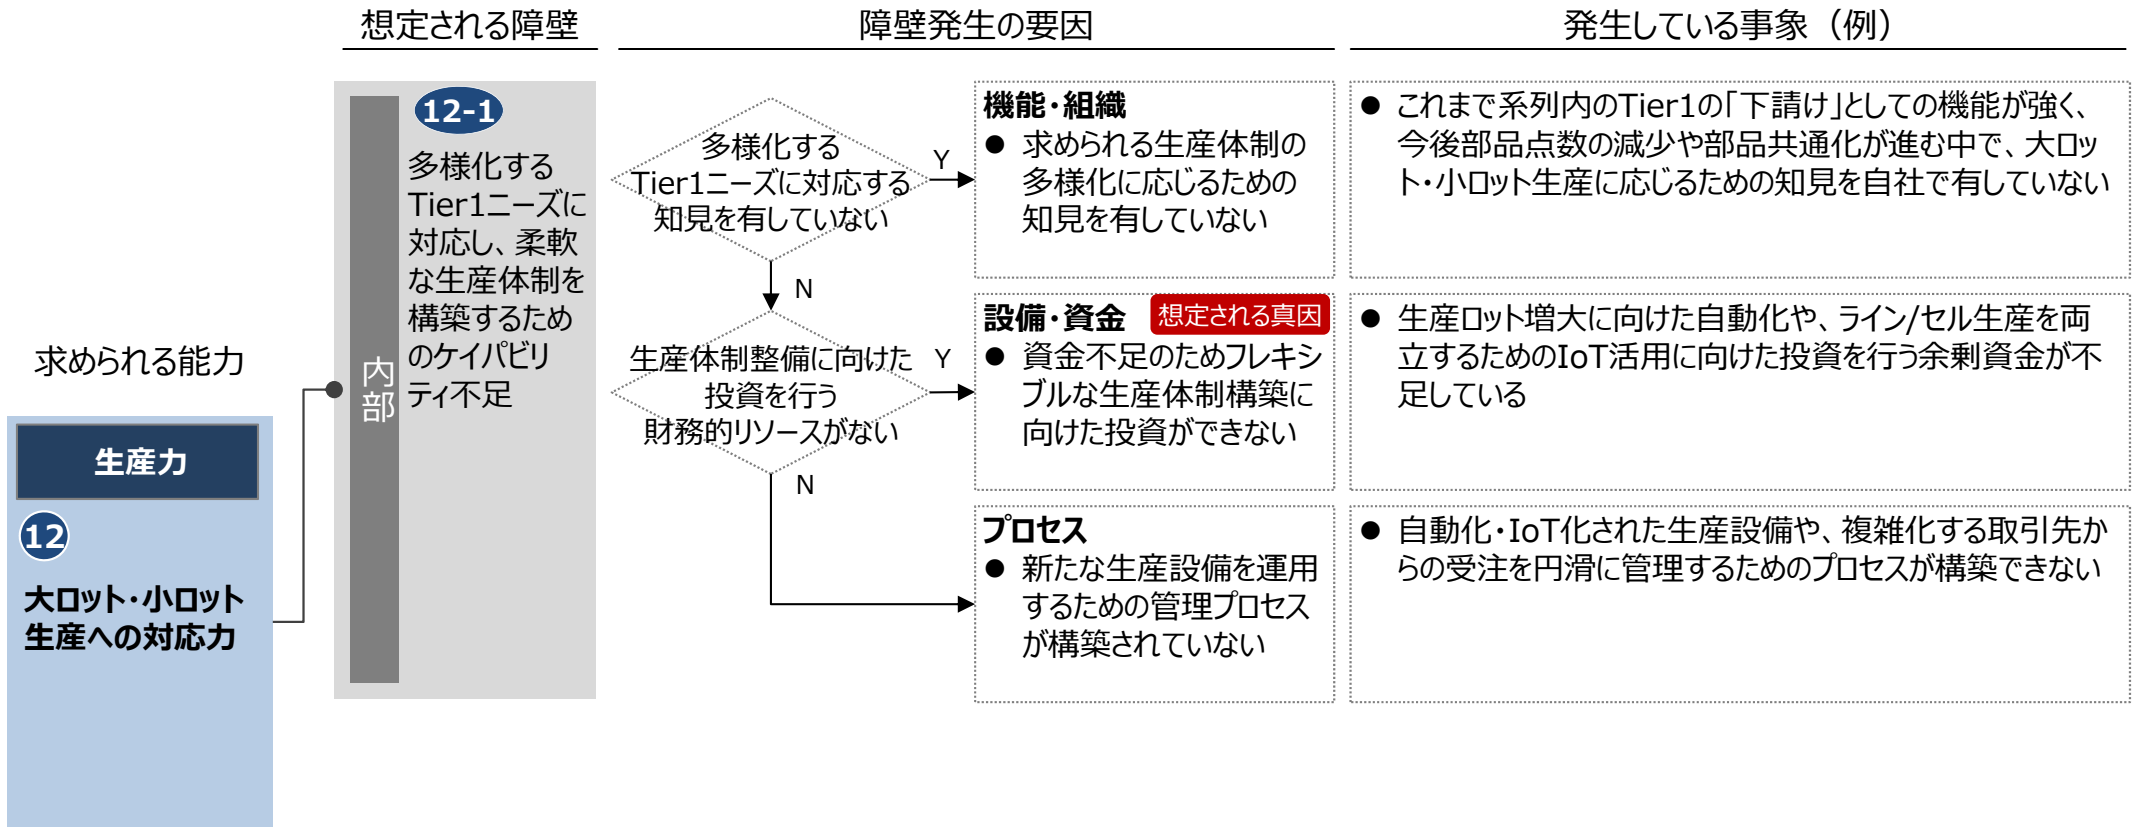 想定される障壁
障壁発生の要因
発生している事象（例）
求められる能力
生産力
12
大ロット・小ロット
生産への対応力
内部
12-1
多様化する
Tier1ニーズに
対応し、柔軟
な生産体制を
構築するため
のケイパビリ
ティ不足
多様化する
Tier1ニーズに対応する
知見を有していない
Y
N
機能・組織
● 求められる生産体制の
多様化に応じるための
知見を有していない
● これまで系列内のTier1の「下請け」としての機能が強く、
今後部品点数の減少や部品共通化が進む中で、大ロッ
ト・小ロット生産に応じるための知見を自社で有していない
生産体制整備に向けた
投資を行う
財務的リソースがない
Y
N
設備・資金
想定される真因
● 資金不足のためフレキシ
ブルな生産体制構築に
向けた投資ができない
● 生産ロット増大に向けた自動化や、ライン/セル生産を両
立するためのIoT活用に向けた投資を行う余剰資金が不
足している
プロセス
● 新たな生産設備を運用
するための管理プロセス
が構築されていない
● 自動化・IoT化された生産設備や、複雑化する取引先か
らの受注を円滑に管理するためのプロセスが構築できない